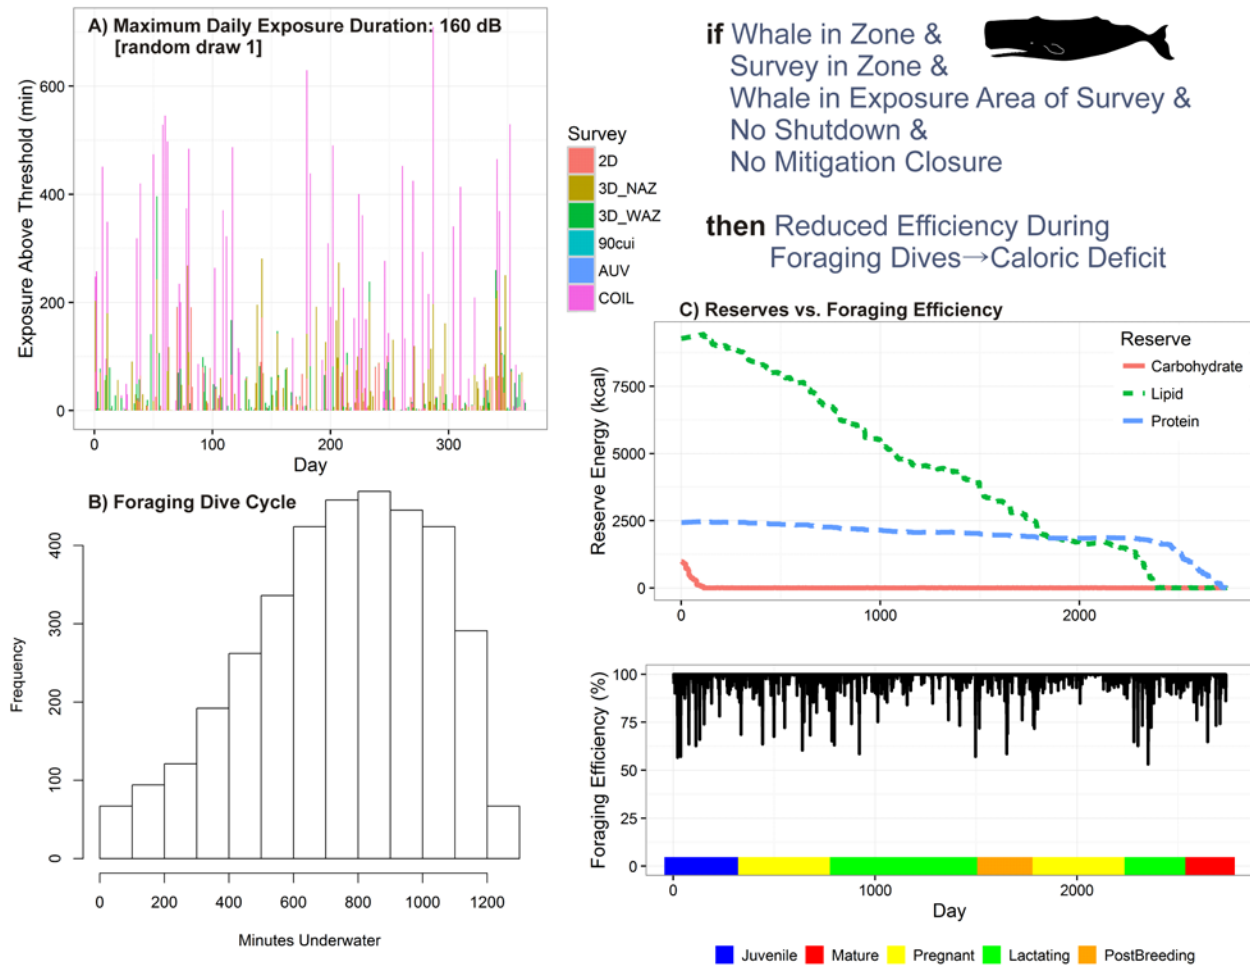 A) Maximum Daily Exposure Duration: 160 dB
[random draw 1]
Exposure Above Threshold (min)
600
400
200
0
0
100
200
300
Day
Survey
2D
3D_NAZ
3D_WAZ
90cui
AUV
COIL
if Whale in Zone &
Survey in Zone &
Whale in Exposure Area of Survey &
No Shutdown &
No Mitigation Closure
then Reduced Efficiency During
Foraging Dives→Caloric Deficit
B) Foraging Dive Cycle
Frequency
400
300
200
100
0
0
200
400
600
800
1000
1200
Minutes Underwater
C) Reserves vs. Foraging Efficiency
Reserve Energy (kcal)
7500
5000
2500
0
0
1000
2000
Reserve
Carbohydrate
Lipid
Protein
Foraging Efficiency (%)
100
75
50
25
0
0
1000
2000
Day
Juvenile
Mature
Pregnant
Lactating
PostBreeding